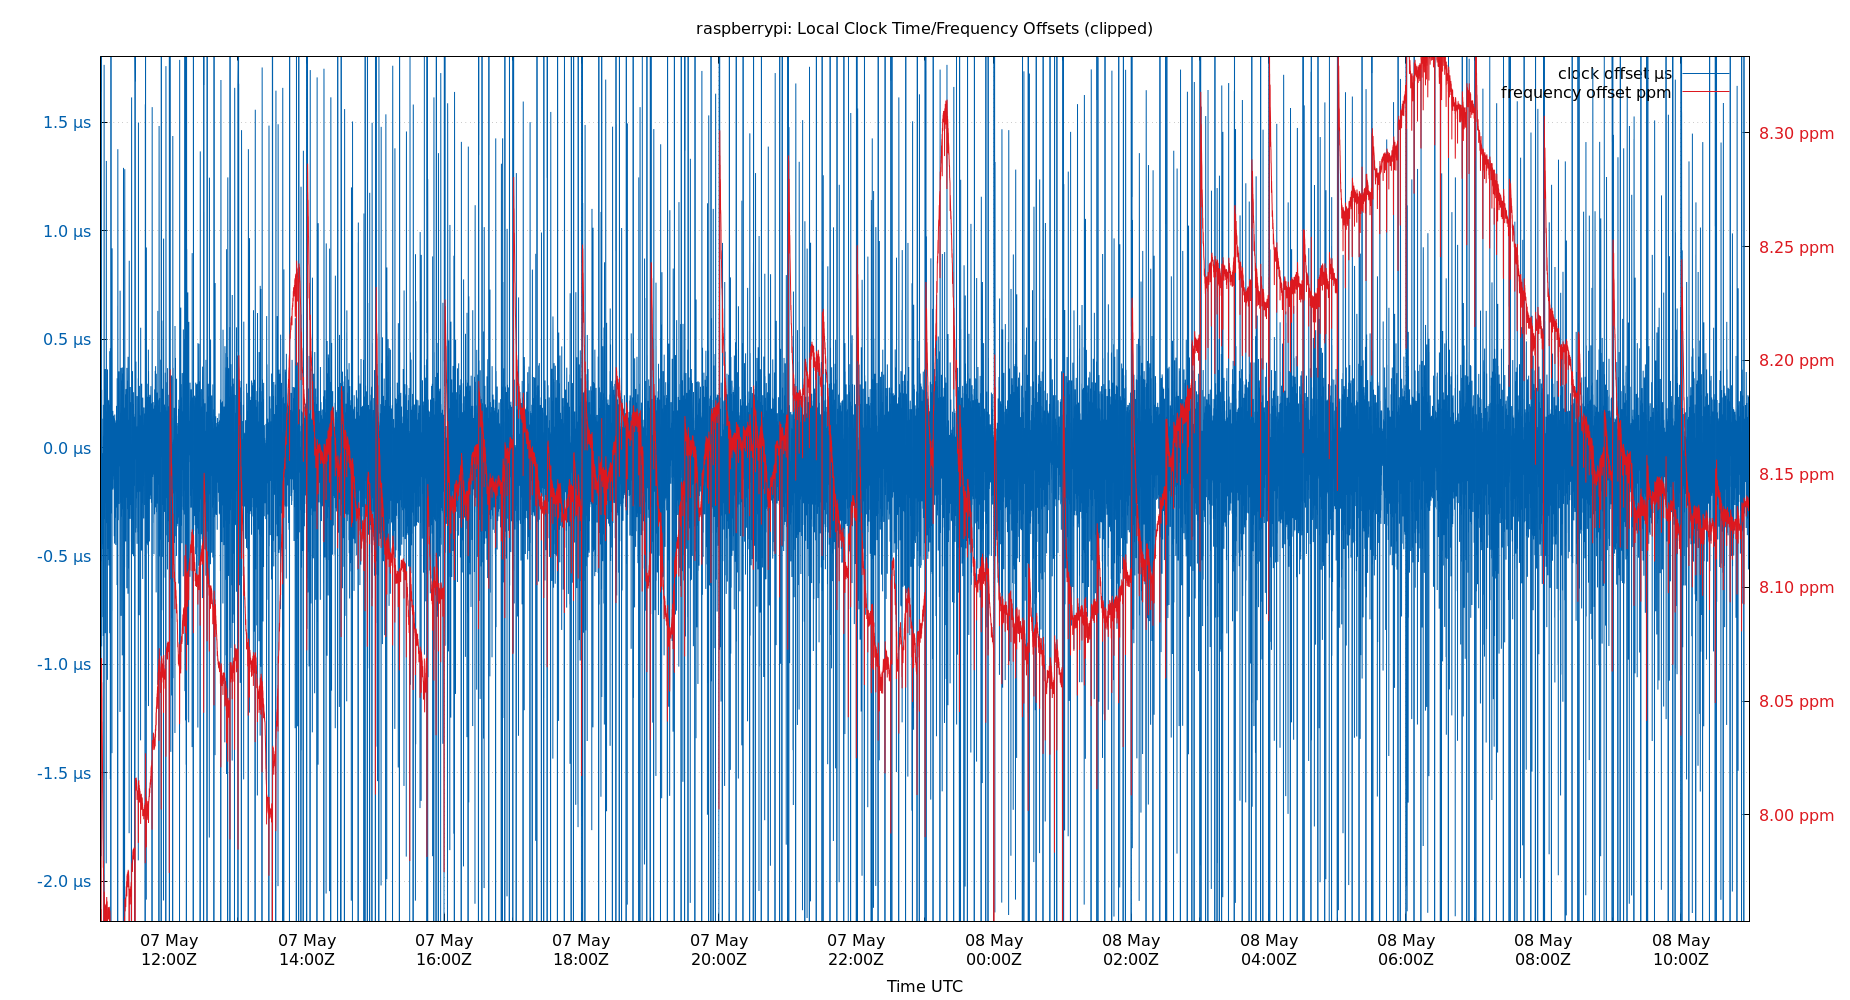 raspberrypi: Local Clock Time/Frequency Offsets (clipped)
clock offset µs
frequency offset ppm
1.5 µs
1.0 µs
0.5 µs
0.0 µs
-0.5 µs
-1.0 µs
-1.5 µs
-2.0 µs
8.30 ppm
8.25 ppm
8.20 ppm
8.15 ppm
8.10 ppm
8.05 ppm
8.00 ppm
07 May 07 May 07 May 07 May 07 May 07 May 08 May 08 May 08 May 08 May 08 May 08 May
12:00Z 14:00Z 16:00Z 18:00Z 20:00Z 22:00Z 00:00Z 02:00Z 04:00Z 06:00Z 08:00Z 10:00Z
Time UTC